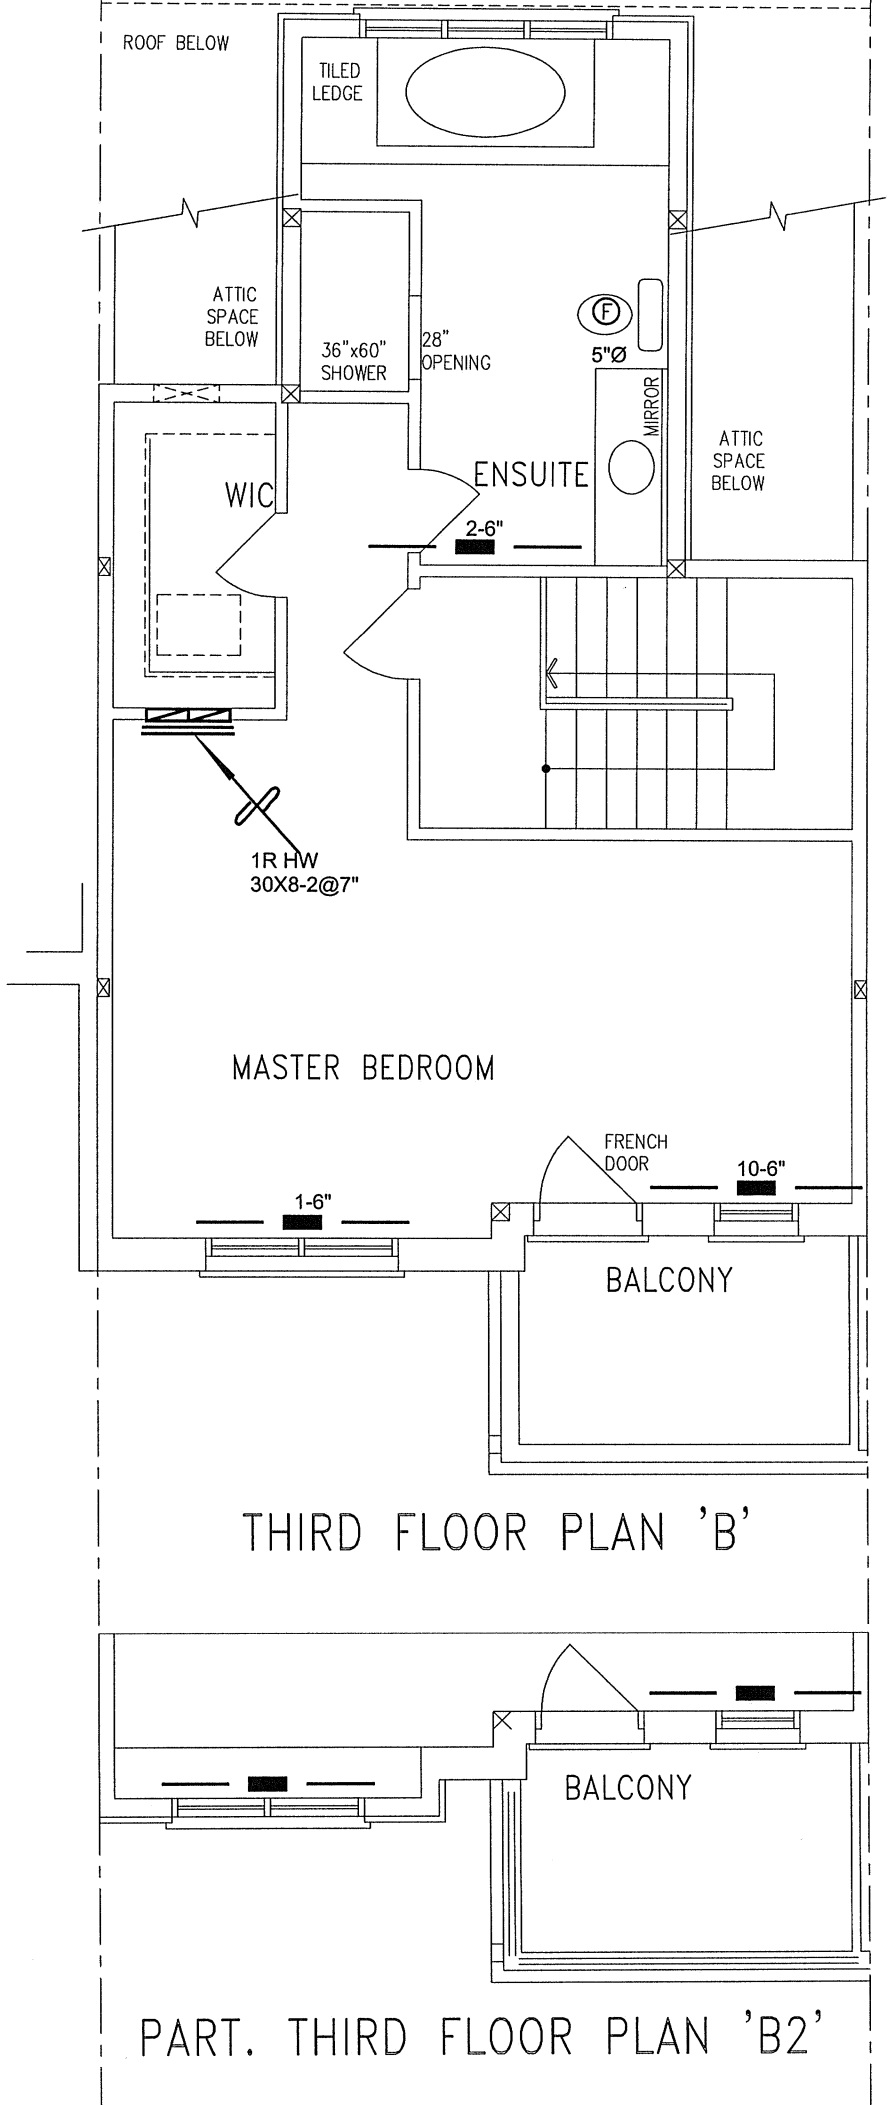 ROOF BELOW
TILED
LEDGE
ATTIC
SPACE
BELOW
36"x60"
SHOWER
28"
OPENING
F
5"Ø
MIRROR
ATTIC
SPACE
BELOW
WIC
ENSUITE
2-6"
1R HW
30X8-2@7"
MASTER BEDROOM
FRENCH
DOOR
10-6"
1-6"
BALCONY
THIRD FLOOR PLAN 'B'
BALCONY
PART. THIRD FLOOR PLAN 'B2'